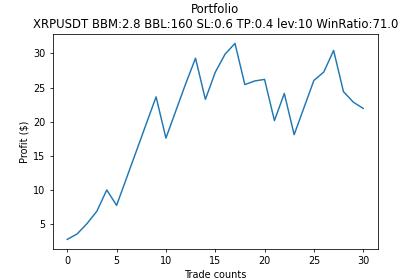 Portfolio
XRPUSDT BBM:2.8 BBL:160 SL:0.6 TP:0.4 lev:10 WinRatio:71.0
Profit ($)
30
25
20
15
10
5
0 5 10 15 20 25 30
Trade counts